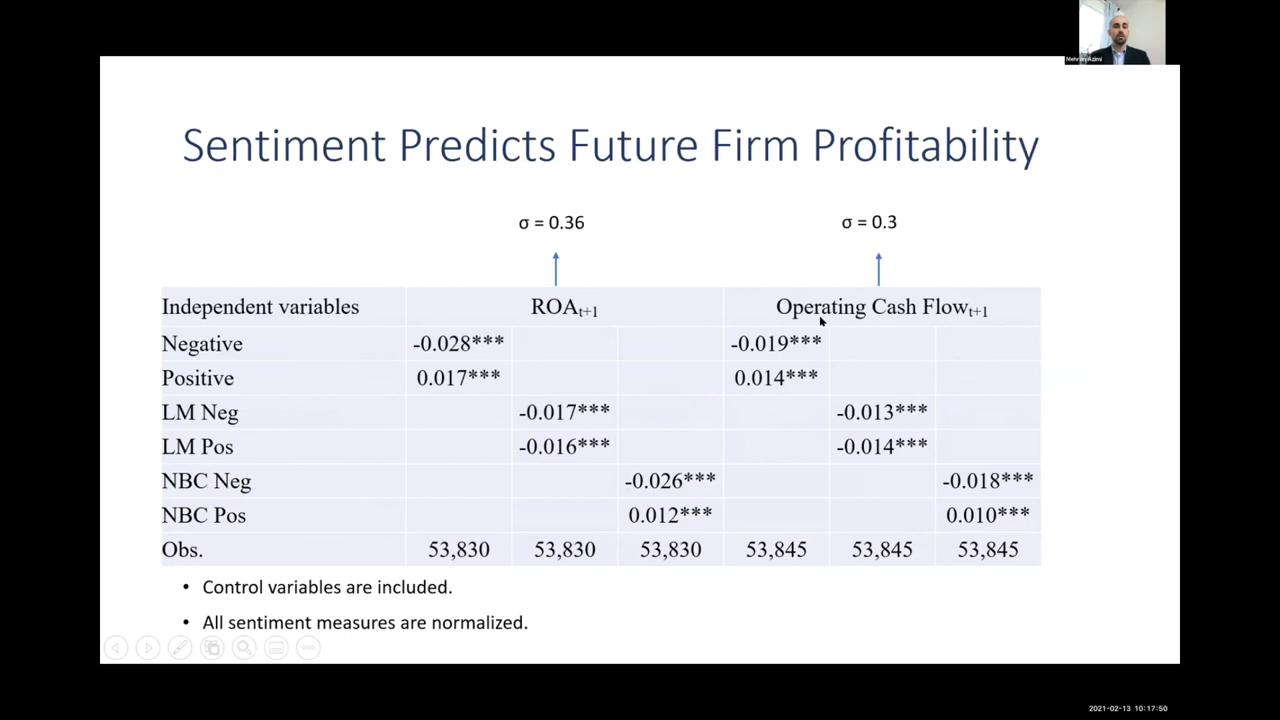 Mehran Azimi
Sentiment Predicts Future Firm Profitability
σ = 0.36 σ = 0.3
Independent variables ROAt+1 Operating Cash Flowt+1
Negative -0.028*** -0.019***
Positive 0.017*** 0.014***
LM Neg -0.017*** -0.013***
LM Pos -0.016*** -0.014***
NBC Neg -0.026*** -0.018***
NBC Pos 0.012*** 0.010***
Obs. 53,830 53,830 53,830 53,845 53,845 53,845
• Control variables are included.
• All sentiment measures are normalized.
2021-02-13 10:17:50